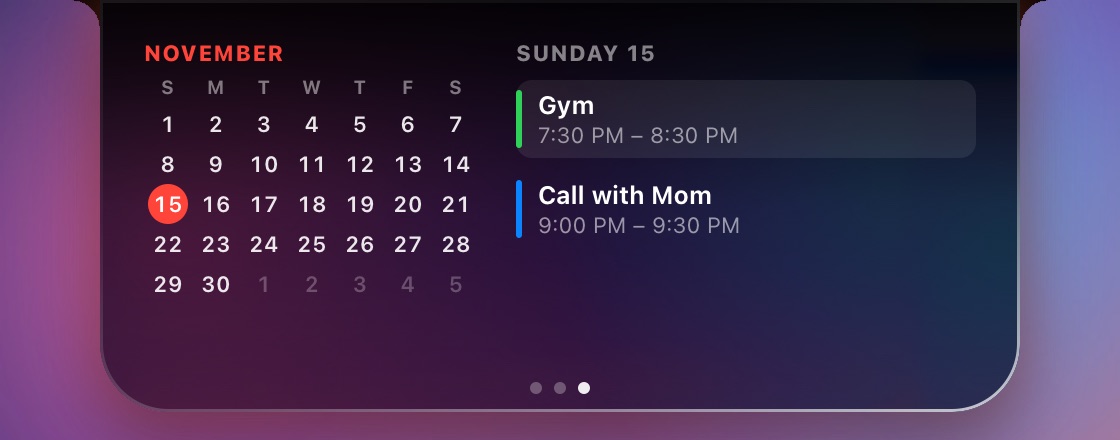 NOVEMBER
S M T W T F S
1 2 3 4 5 6 7
8 9 10 11 12 13 14
15 16 17 18 19 20 21
22 23 24 25 26 27 28
29 30 1 2 3 4 5
SUNDAY 15
Gym
7:30 PM – 8:30 PM
Call with Mom
9:00 PM – 9:30 PM